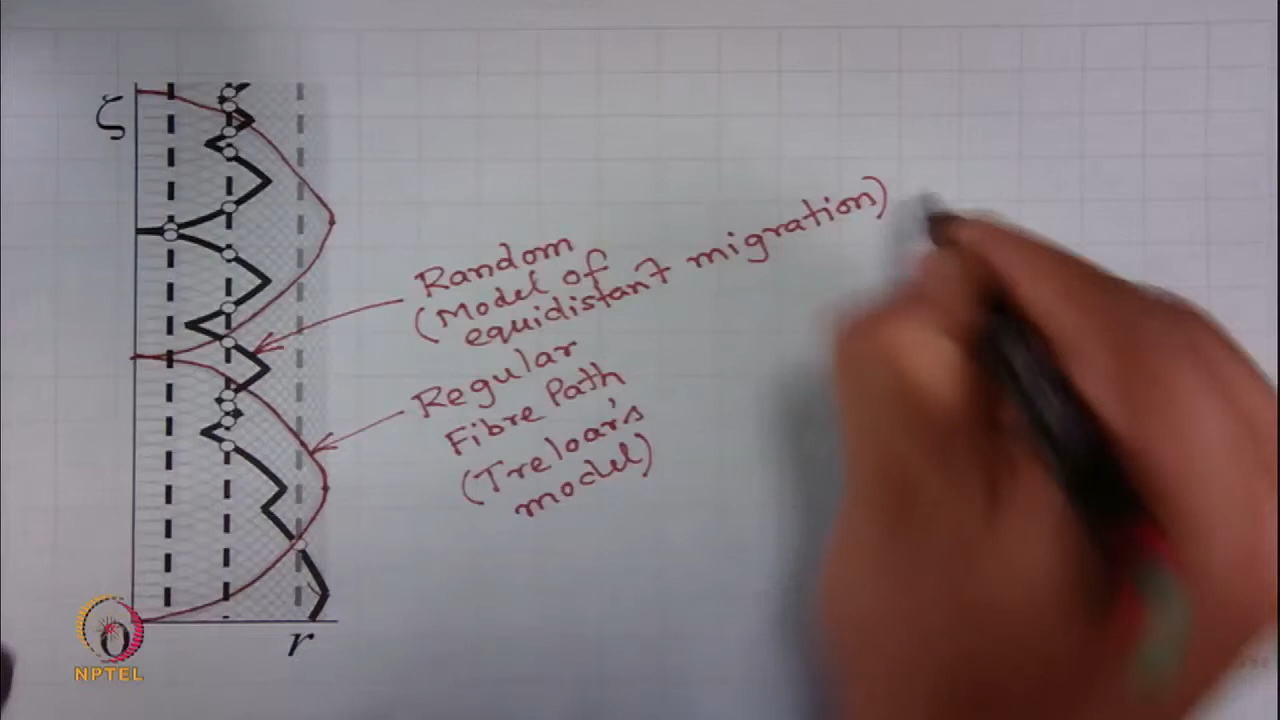 ζ
Random
(Model of
equidistant migration)
Regular
Fibre Path
(Treloar's
model)
O
r
NPTEL